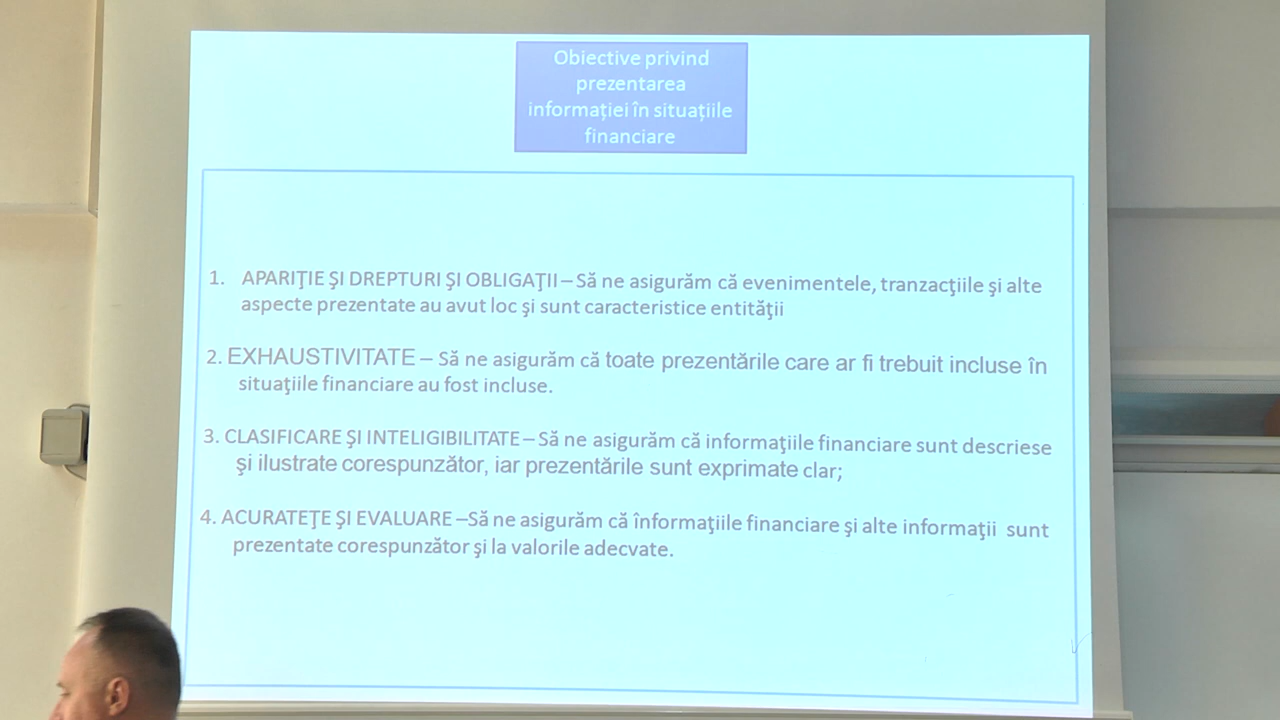 Obiective privind
prezentarea
informației în situațiile
financiare
1. APARIŢIE ŞI DREPTURI ŞI OBLIGAŢII – Să ne asigurăm că evenimentele, tranzacţiile şi alte
aspecte prezentate au avut loc şi sunt caracteristice entităţii
2. EXHAUSTIVITATE – Să ne asigurăm că toate prezentările care ar fi trebuit incluse în
situaţiile financiare au fost incluse.
3. CLASIFICARE ŞI INTELIGIBILITATE – Să ne asigurăm că informaţiile financiare sunt descriese
şi ilustrate corespunzător, iar prezentările sunt exprimate clar;
4. ACURATEŢE ŞI EVALUARE –Să ne asigurăm că înformaţiile financiare şi alte informaţii sunt
prezentate corespunzător şi la valorile adecvate.